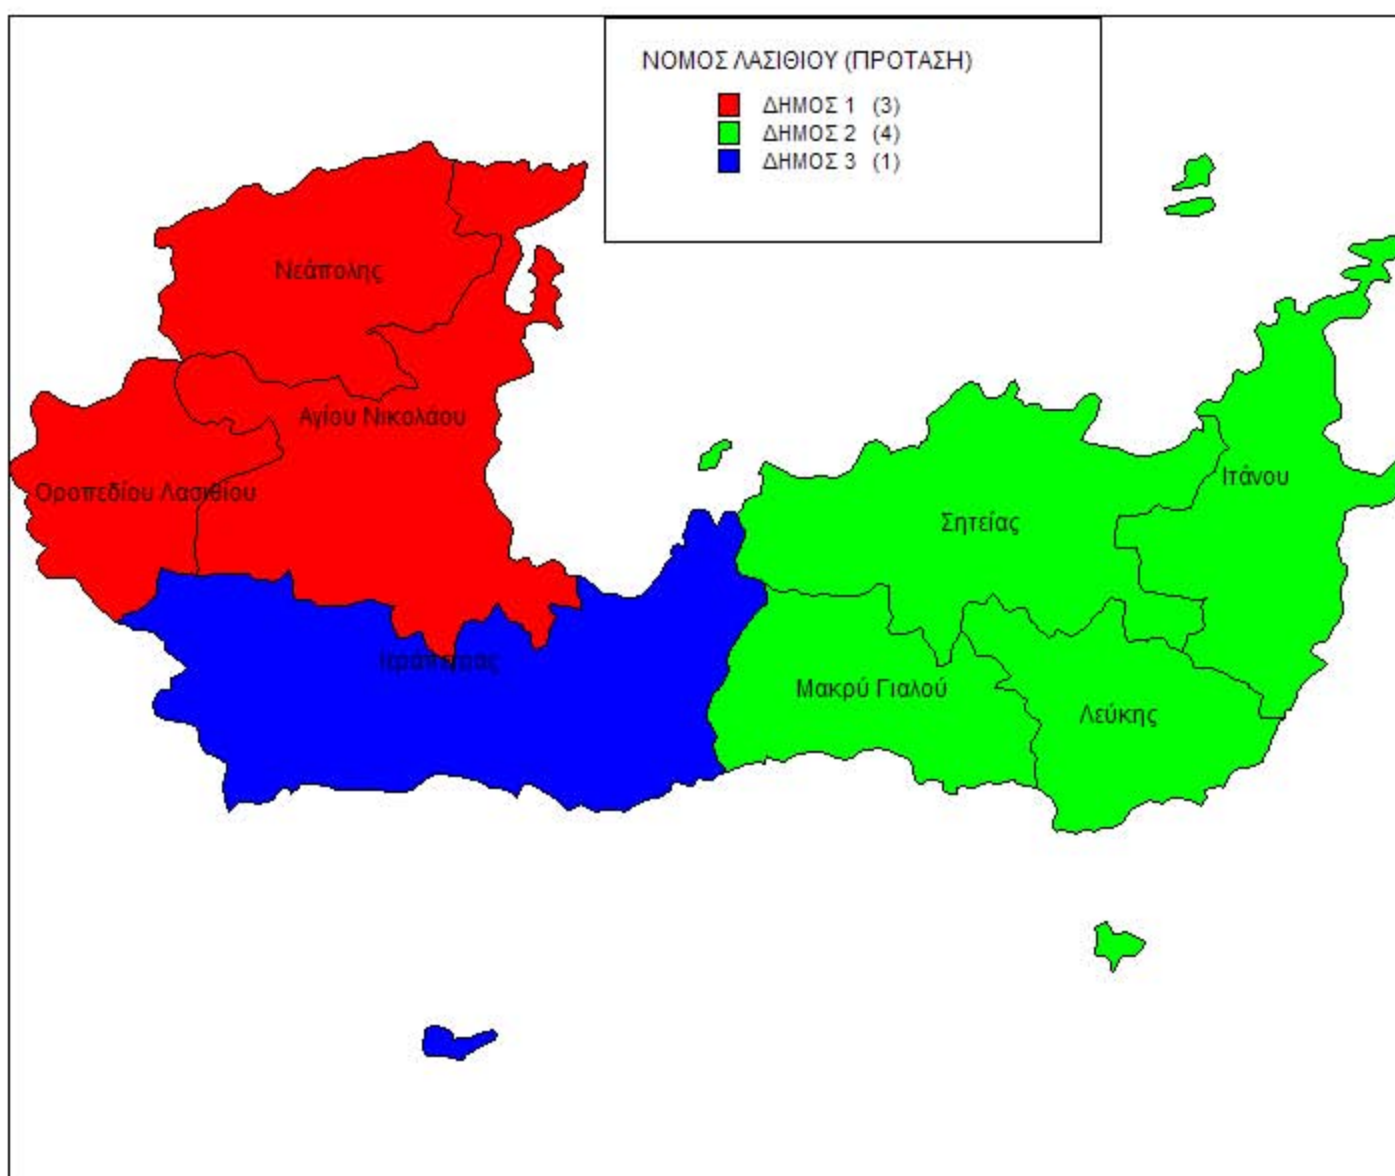 ΝΟΜΟΣ ΛΑΣΙΘΙΟΥ (ΠΡΟΤΑΣΗ)
ΔΗΜΟΣ 1 (3)
ΔΗΜΟΣ 2 (4)
ΔΗΜΟΣ 3 (1)
Νεάπολης
Αγίου Νικολάου
Οροπεδίου Λασιθίου
Ιτάνου
Σητείας
Ιεράπετρας
Μακρύ Γιαλού
Λεύκης